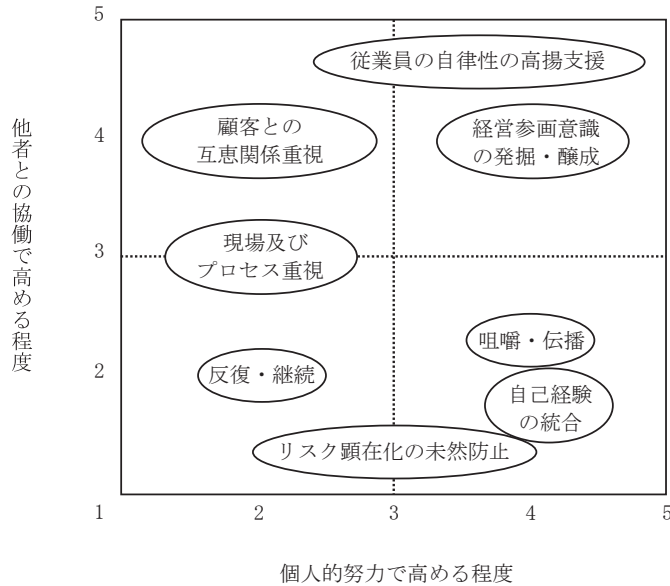 5
従業員の自律性の高揚支援
4
顧客との
互恵関係重視
経営参画意識
の発掘・醸成
他者との協働で高める程度
3
現場及び
プロセス重視
咀嚼・伝播
2
反復・継続
自己経験
の統合
リスク顕在化の未然防止
1
2
3
4
5
個人的努力で高める程度